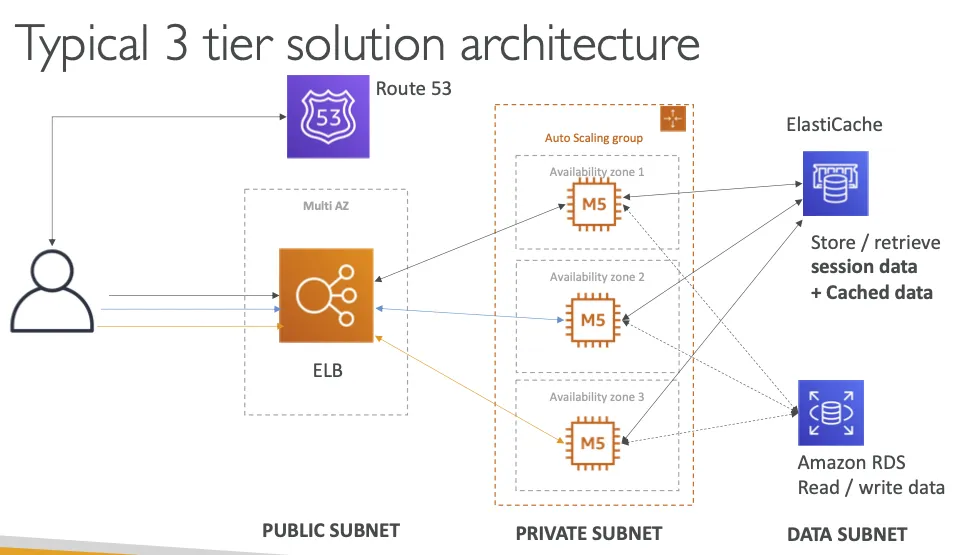 Typical 3 tier solution architecture
53
Route 53
Multi AZ
ELB
PUBLIC SUBNET
Auto Scaling group
Availability zone 1
M5
Availability zone 2
M5
Availability zone 3
M5
PRIVATE SUBNET
ElastiCache
Store / retrieve
session data
+ Cached data
Amazon RDS
Read / write data
DATA SUBNET